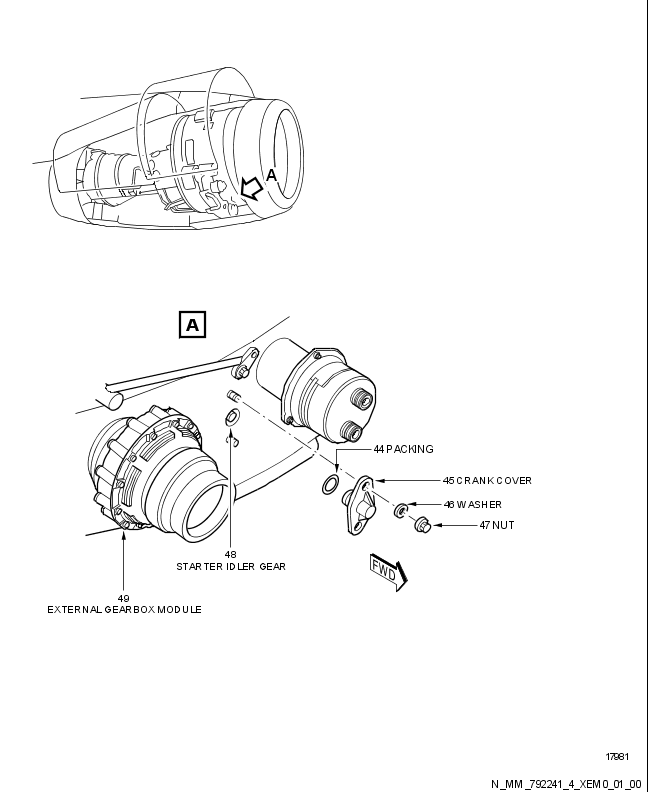 A
A
44 PACKING
45 CRANK COVER
46 WASHER
47 NUT
48
STARTER IDLER GEAR
FWD
49
EXTERNAL GEARBOX MODULE
17981
N_MM_792241_4_XEM0_01_00